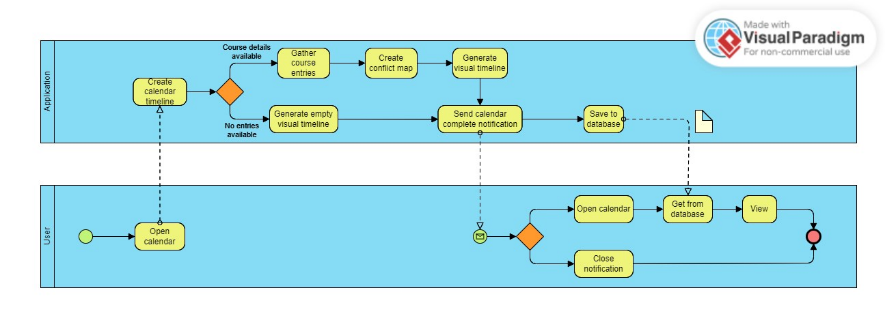 Made with
Visual Paradigm
For non-commercial use
Application
Course details
available
Create
calendar
timeline
Gather
course
entries
Create
conflict map
Generate
visual timeline
No entries
available
Generate empty
visual timeline
Send calendar
complete notification
Save to
database
User
Open
calendar
Open calendar
Get from
database
View
Close
notification